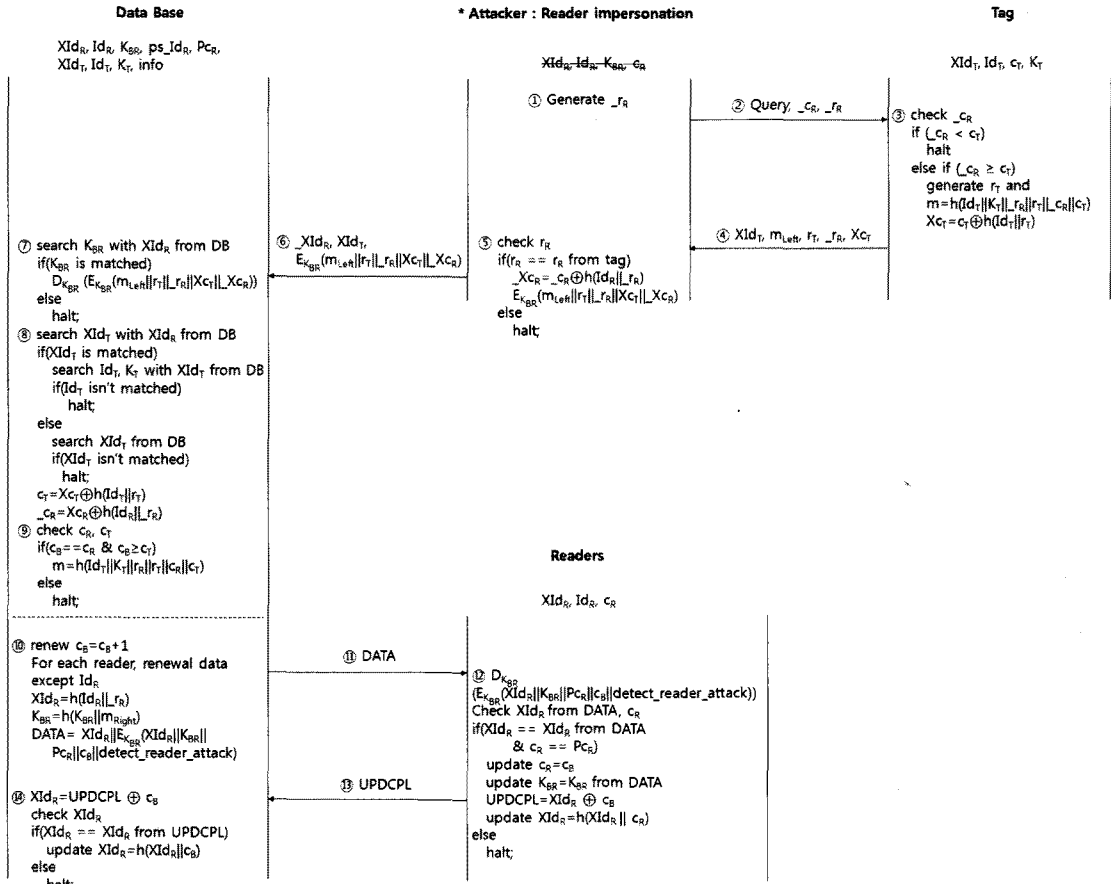 Data Base
* Attacker : Reader impersonation
Tag
XId_R, Id_R, K_BR, ps_Id_R, Pc_R,
XId_T, Id_T, K_T, info
XId_R, Id_R, K_BR, c_R
XId_T, Id_T, c_T, K_T
① Generate _r_R
② Query, _c_R, _r_R
③ check _c_R
if (_c_R < c_T)
halt
else if (_c_R ≥ c_T)
generate r_T and
m=h(Id_T||K_T||_r_R||r_T||_c_R||c_T)
Xc_T=c_T⊕h(Id_T||r_T)
④ XId_T, m_Left, r_T, _r_R, Xc_T
⑤ check r_R
if(r_R == r_R from tag)
_Xc_R=_c_R⊕h(Id_R||_r_R)
E_K_BR(m_Left||r_T||_r_R||Xc_T||_Xc_R)
else
halt;
⑥ _XId_R, XId_T,
E_K_BR(m_Left||r_T||_r_R||Xc_T||_Xc_R)
⑦ search K_BR with XId_R from DB
if(K_BR is matched)
D_K_BR (E_K_BR(m_Left||r_T||_r_R||Xc_T||_Xc_R))
else
halt;
⑧ search XId_T with XId_R from DB
if(XId_T is matched)
search Id_T, K_T with XId_T from DB
if(Id_T isn't matched)
halt;
else
search XId_T from DB
if(XId_T isn't matched)
halt;
c_T=Xc_T⊕h(Id_T||r_T)
_c_R=Xc_R⊕h(Id_R||_r_R)
⑨ check c_R, c_T
if(c_B==c_R & c_B≥c_T)
m=h(Id_T||K_T||r_R||r_T||c_R||c_T)
else
halt;
Readers
XId_R, Id_R, c_R
⑩ renew c_B=c_B+1
For each reader, renewal data
except Id_R
XId_R=h(Id_R||_r_R)
K_BR=h(K_BR||m_Right)
DATA= XId_R||E_K_BR(XId_R||K_BR||
Pc_R||c_B||detect_reader_attack)
⑪ DATA
⑫ D_K_BR
(E_K_BR(XId_R||K_BR||Pc_R||c_B||detect_reader_attack))
Check XId_R from DATA, c_R
if(XId_R == XId_R from DATA
& c_R == Pc_R)
update c_R=c_B
update K_BR=K_BR from DATA
UPDCPL=XId_R ⊕ c_B
update XId_R=h(XId_R || c_R)
else
halt;
⑬ UPDCPL
⑭ XId_R=UPDCPL ⊕ c_B
check XId_R
if(XId_R == XId_R from UPDCPL)
update XId_R=h(XId_R||c_B)
else
halt;